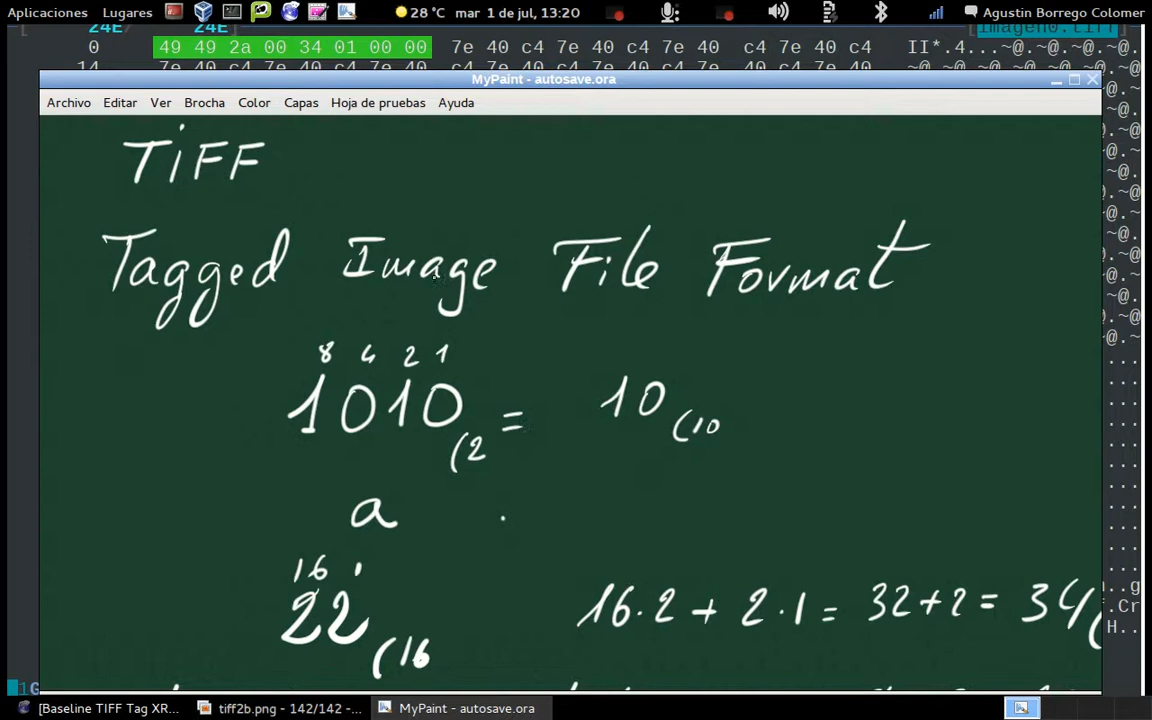 Aplicaciones Lugares 28 °C mar 1 de jul, 13:20 Agustin Borrego Colomer
24E 24E
0 49 49 2a 00 34 01 00 00 7e 40 c4 7e 40 c4 7e 40 c4 7e 40 c4 II*.4...~@.~@.~@.~@.
MyPaint - autosave.ora
Archivo Editar Ver Brocha Color Capas Hoja de pruebas Ayuda
TiFF
Tagged Image File Format
8 4 2 1
1010(2 = 10(10
a
16 1
22(16 16·2 + 2·1 = 32+2 = 34(
[Baseline TIFF Tag XR... tiff2b.png - 142/142 -... MyPaint - autosave.ora